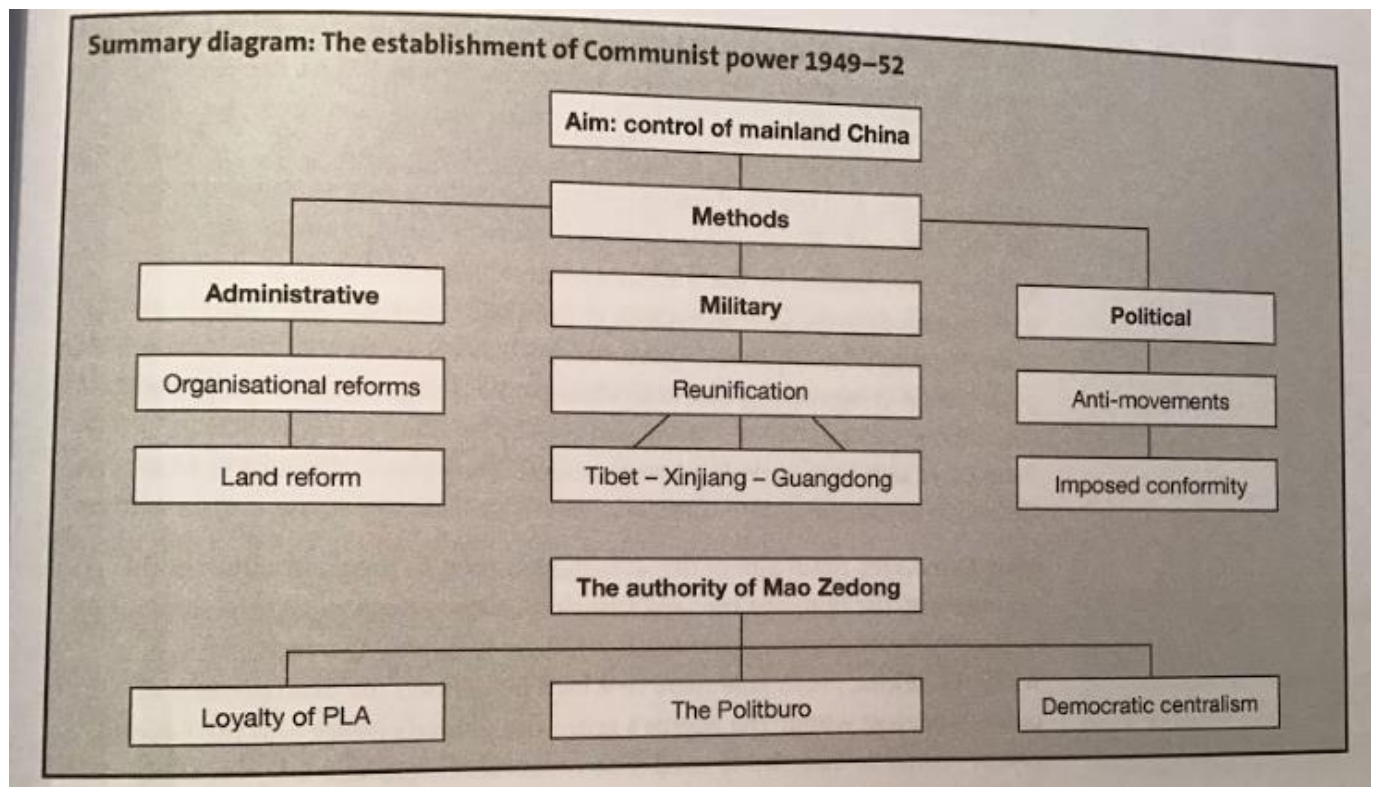 Summary diagram: The establishment of Communist power 1949–52
Aim: control of mainland China
Methods
Administrative
Military
Political
Organisational reforms
Reunification
Anti-movements
Land reform
Tibet – Xinjiang – Guangdong
Imposed conformity
The authority of Mao Zedong
Loyalty of PLA
The Politburo
Democratic centralism